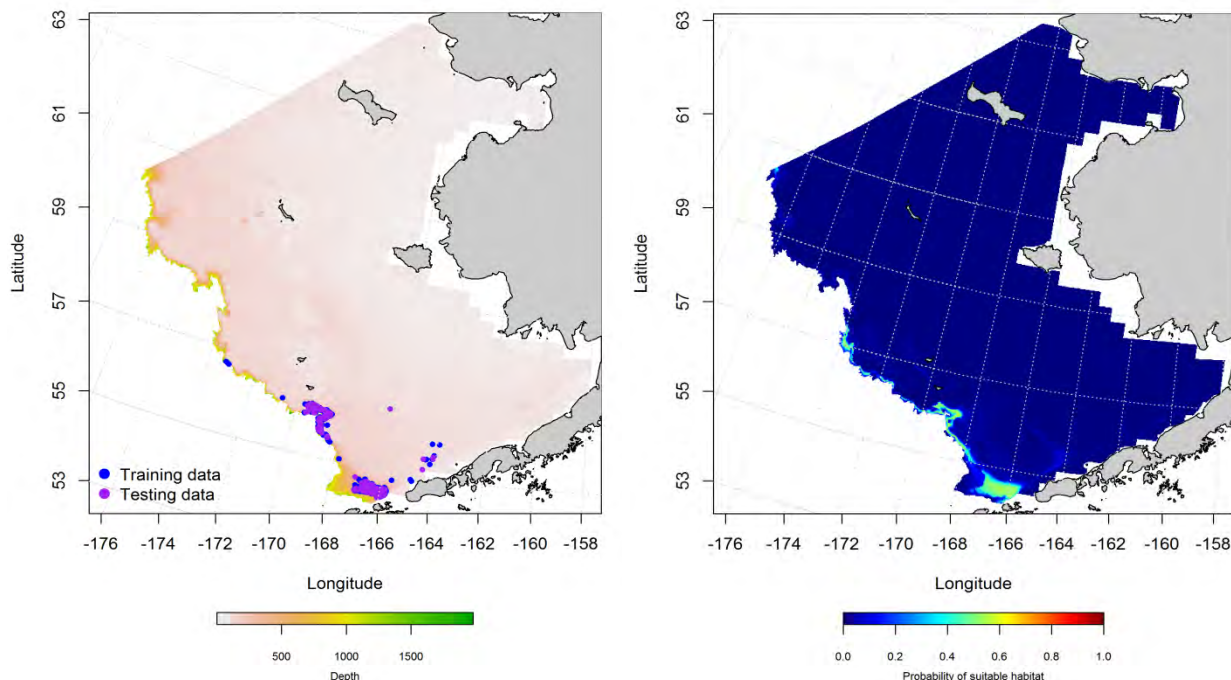 63
61
59
57
55
53
Latitude
Training data
Testing data
-176 -174 -172 -170 -168 -166 -164 -162 -160 -158
Longitude
500 1000 1500
Depth
63
61
59
57
55
53
Latitude
-176 -174 -172 -170 -168 -166 -164 -162 -160 -158
Longitude
0.0 0.2 0.4 0.6 0.8 1.0
Probability of suitable habitat